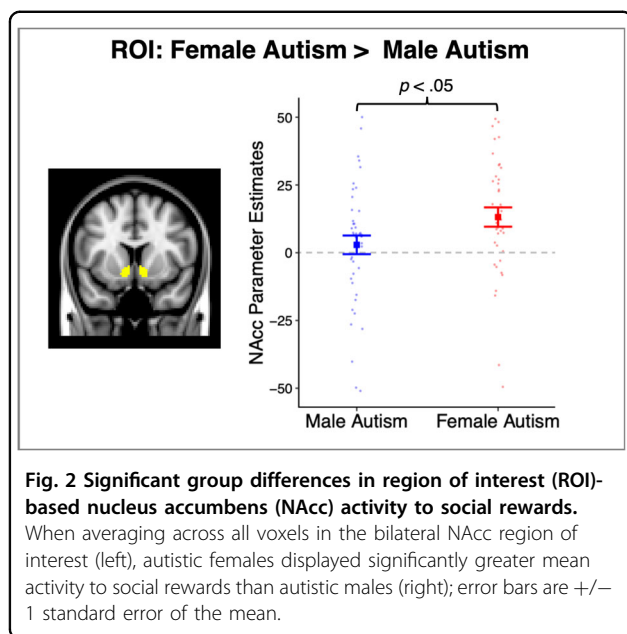 ROI: Female Autism > Male Autism
p < .05
50
25
0
−25
−50
NAcc Parameter Estimates
Male Autism
Female Autism
Fig. 2 Significant group differences in region of interest (ROI)-
based nucleus accumbens (NAcc) activity to social rewards.
When averaging across all voxels in the bilateral NAcc region of
interest (left), autistic females displayed significantly greater mean
activity to social rewards than autistic males (right); error bars are +/−
1 standard error of the mean.